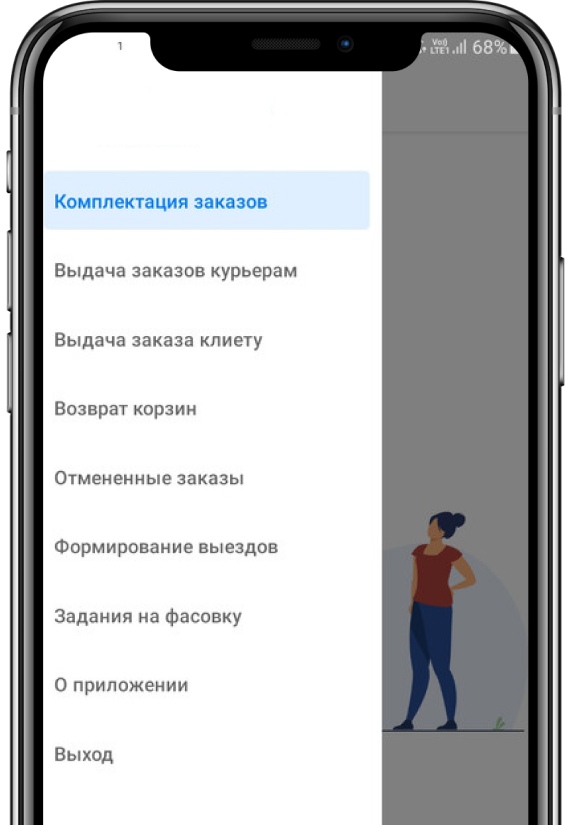 1
Voº)
LTE1 68%
Комплектация заказов
Выдача заказов курьерам
Выдача заказа клиету
Возврат корзин
Отмененные заказы
Формирование выездов
Задания на фасовку
О приложении
Выход